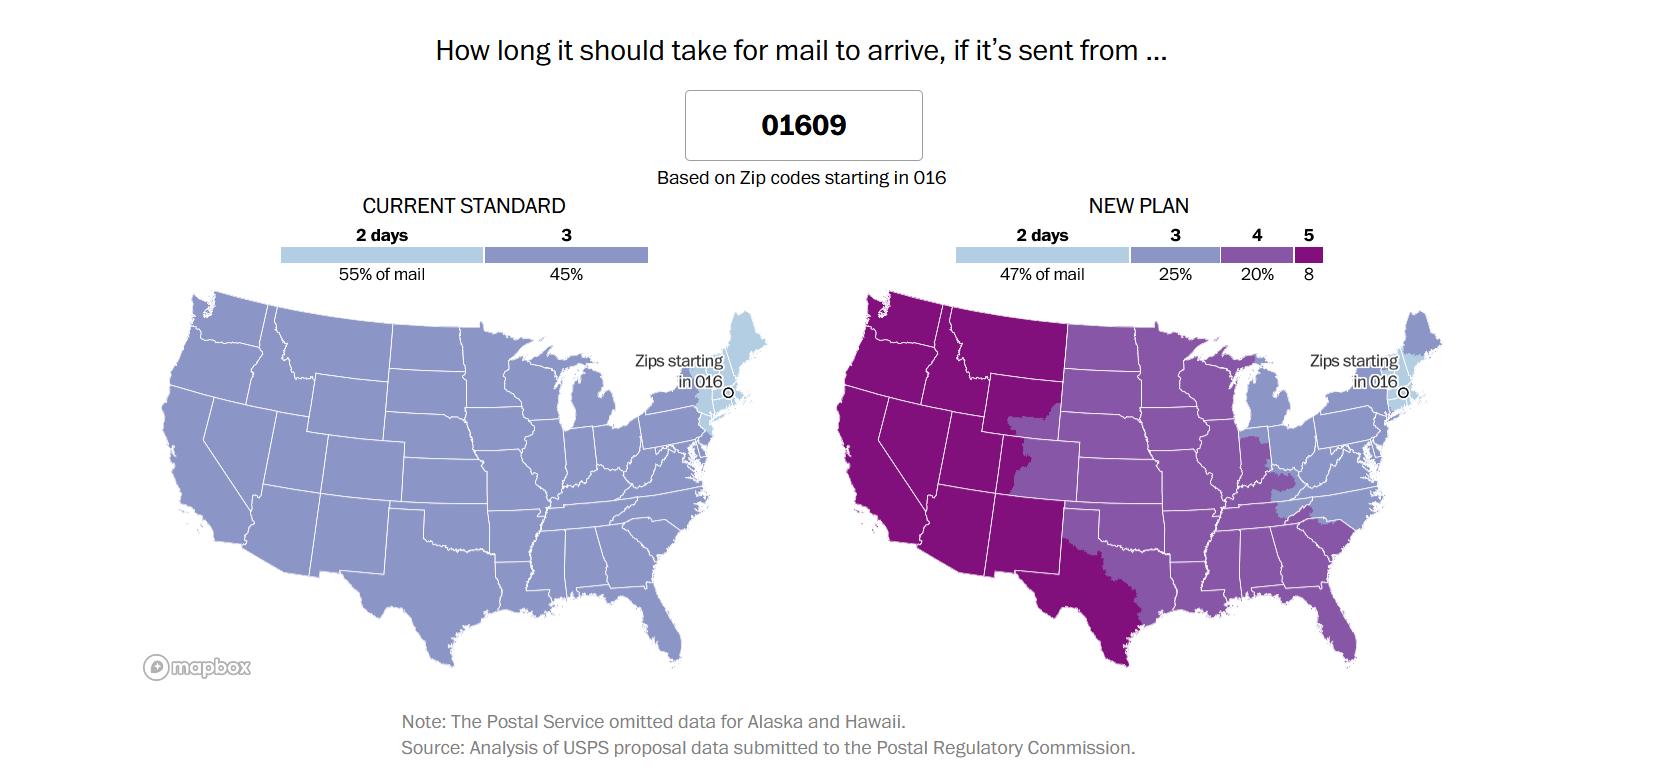 How long it should take for mail to arrive, if it’s sent from ...
01609
Based on Zip codes starting in 016
CURRENT STANDARD
2 days 3
55% of mail 45%
Zips starting
in 016
NEW PLAN
2 days 3 4 5
47% of mail 25% 20% 8
Zips starting
in 016
mapbox
Note: The Postal Service omitted data for Alaska and Hawaii.
Source: Analysis of USPS proposal data submitted to the Postal Regulatory Commission.